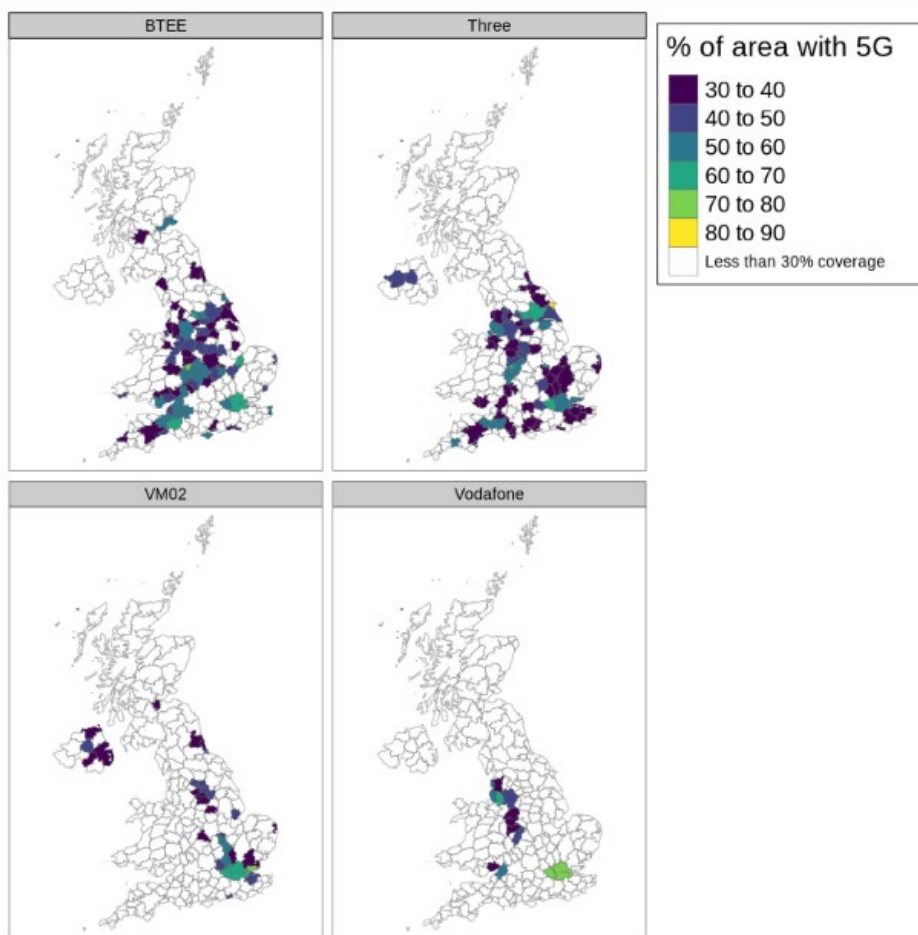 BTEE
Three
% of area with 5G
30 to 40
40 to 50
50 to 60
60 to 70
70 to 80
80 to 90
Less than 30% coverage
VM02
Vodafone